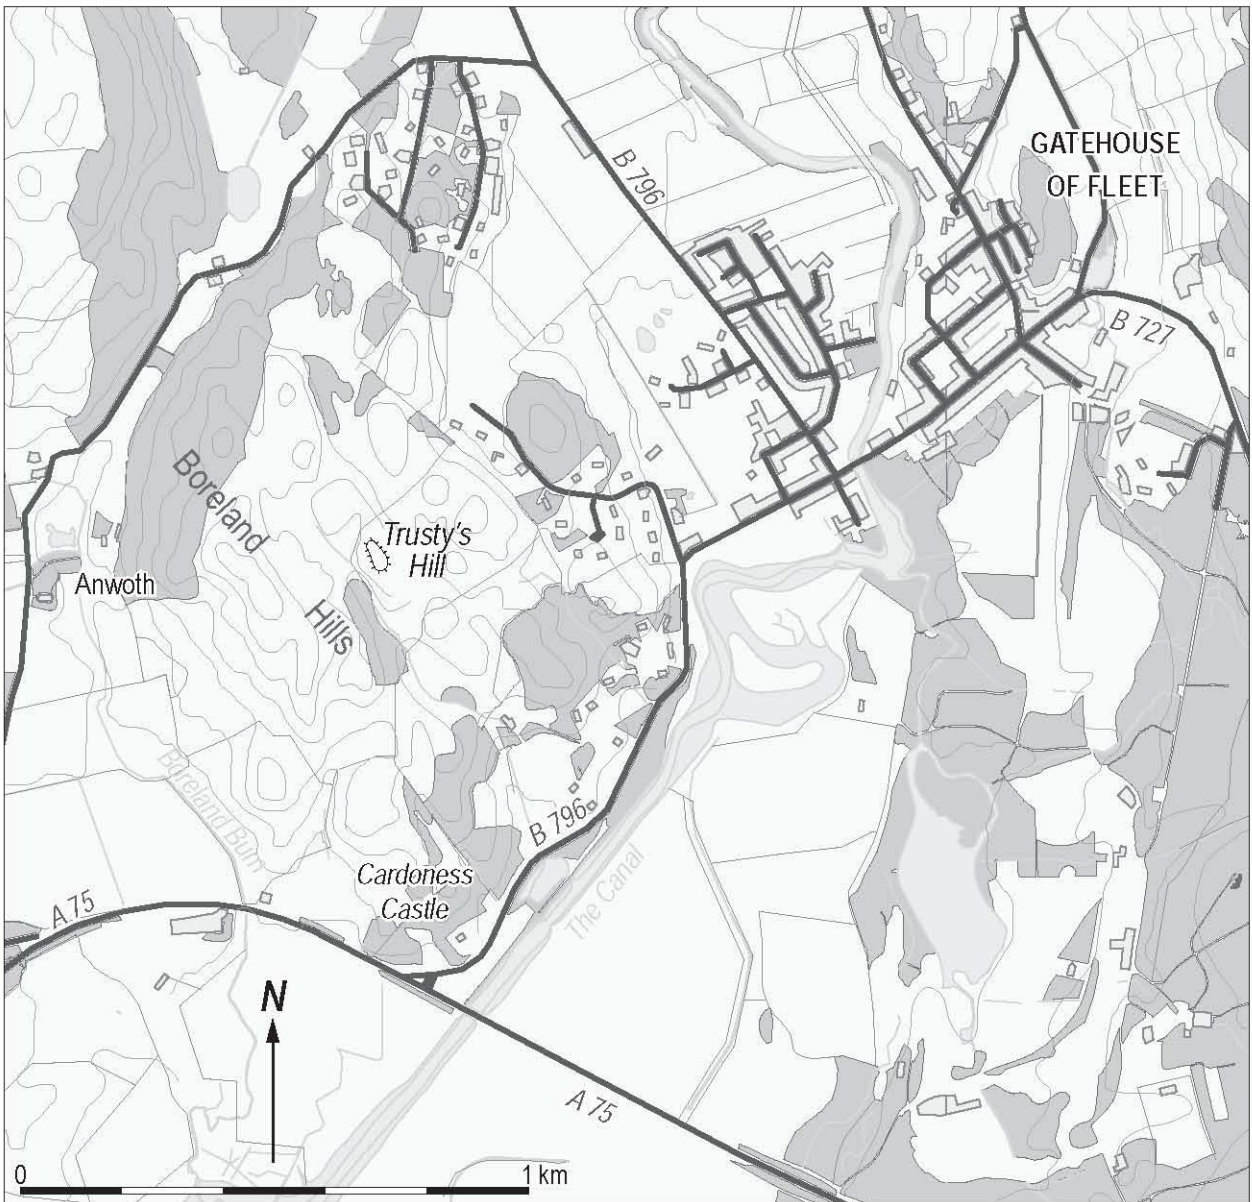 GATEHOUSE
OF FLEET
B 796
B 727
Boreland
Hills
Trusty's
Hill
Anwoth
Boreland Burn
B 796
Cardoness
Castle
The Canal
A 75
N
A 75
0
1 km